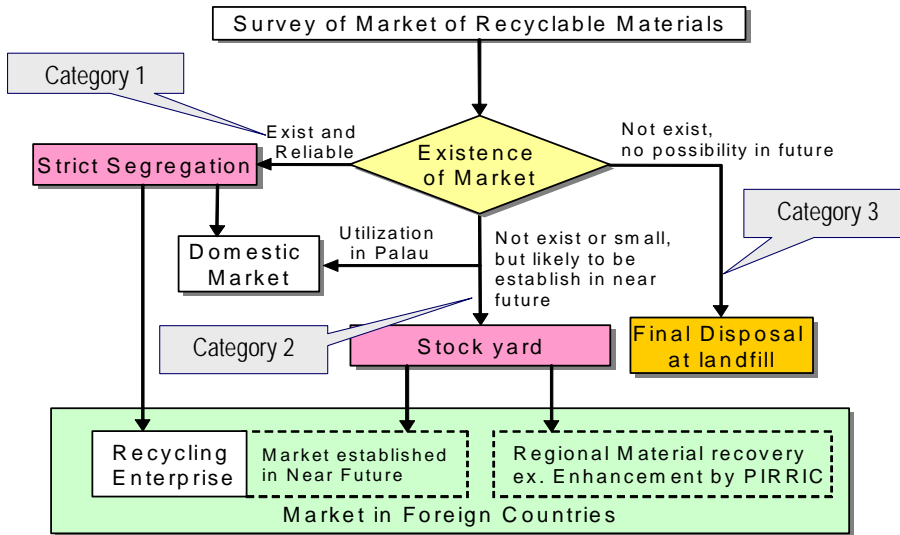 Survey of Market of Recyclable Materials
Category 1
Exist and
Reliable
Strict Segregation
Existence
of Market
Not exist,
no possibility in future
Category 3
Domestic
Market
Utilization
in Palau
Not exist or small,
but likely to be
establish in near
future
Category 2
Stock yard
Final Disposal
at landfill
Recycling
Enterprise
Market established
in Near Future
Regional Material recovery
ex. Enhancement by PIRRIC
Market in Foreign Countries